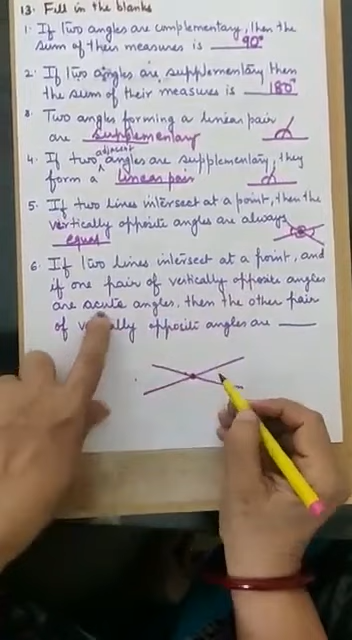 13. Fill in the blanks
1. If Two angles are complementary, then the
sum of their measures is 90°
2. If Two angles are supplementary then
the sum of their measures is 180°
3. Two angles forming a linear pair
are supplementary
4. If two adjacent angles are supplementary, they
form a linear pair
5. If two lines intersect at a point, then the
vertically opposite angles are always
equal
6. If Two lines intersect at a point, and
if one pair of vertically opposite angles
are acute angles, then the other pair
of opposite angles are